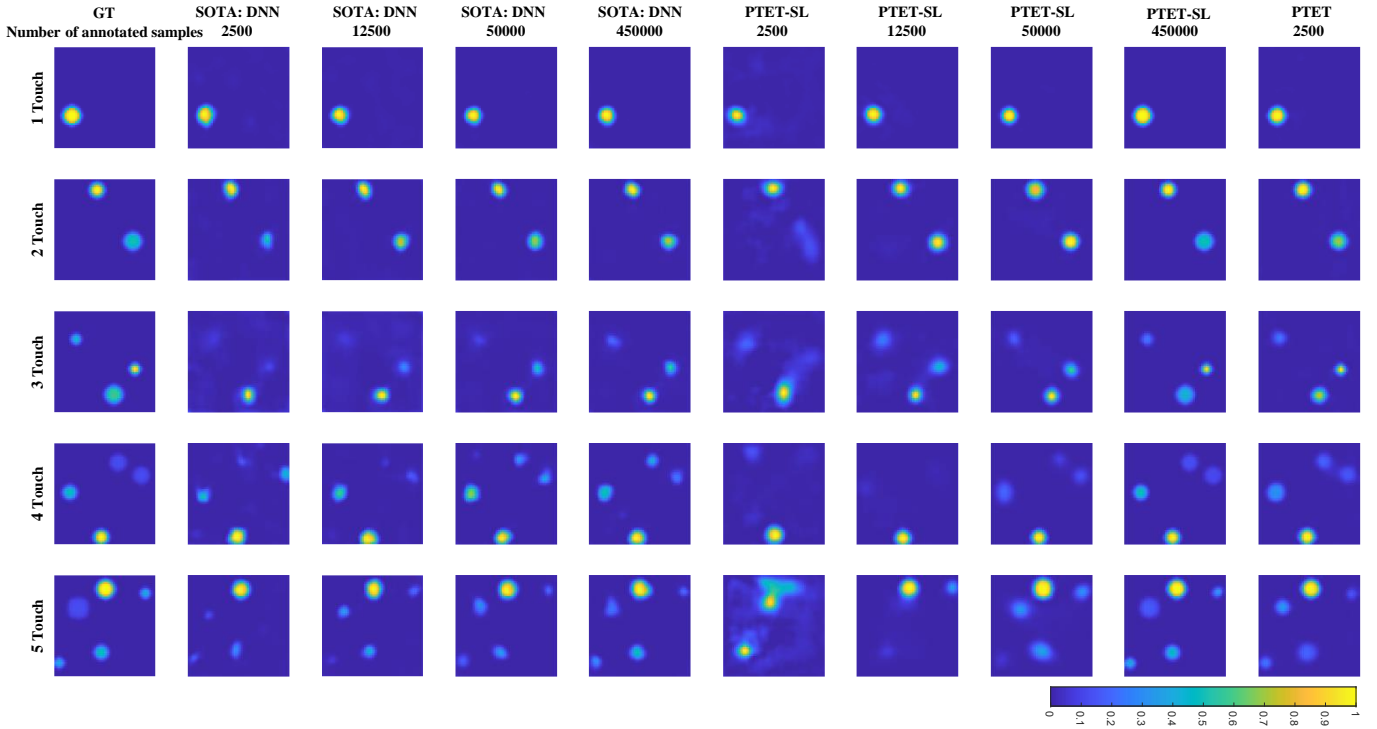 GT SOTA: DNN SOTA: DNN SOTA: DNN SOTA: DNN PTET-SL PTET-SL PTET-SL PTET-SL PTET
Number of annotated samples 2500 12500 50000 450000 2500 12500 50000 450000 2500
1 Touch
2 Touch
3 Touch
4 Touch
5 Touch
0 0.1 0.2 0.3 0.4 0.5 0.6 0.7 0.8 0.9 1